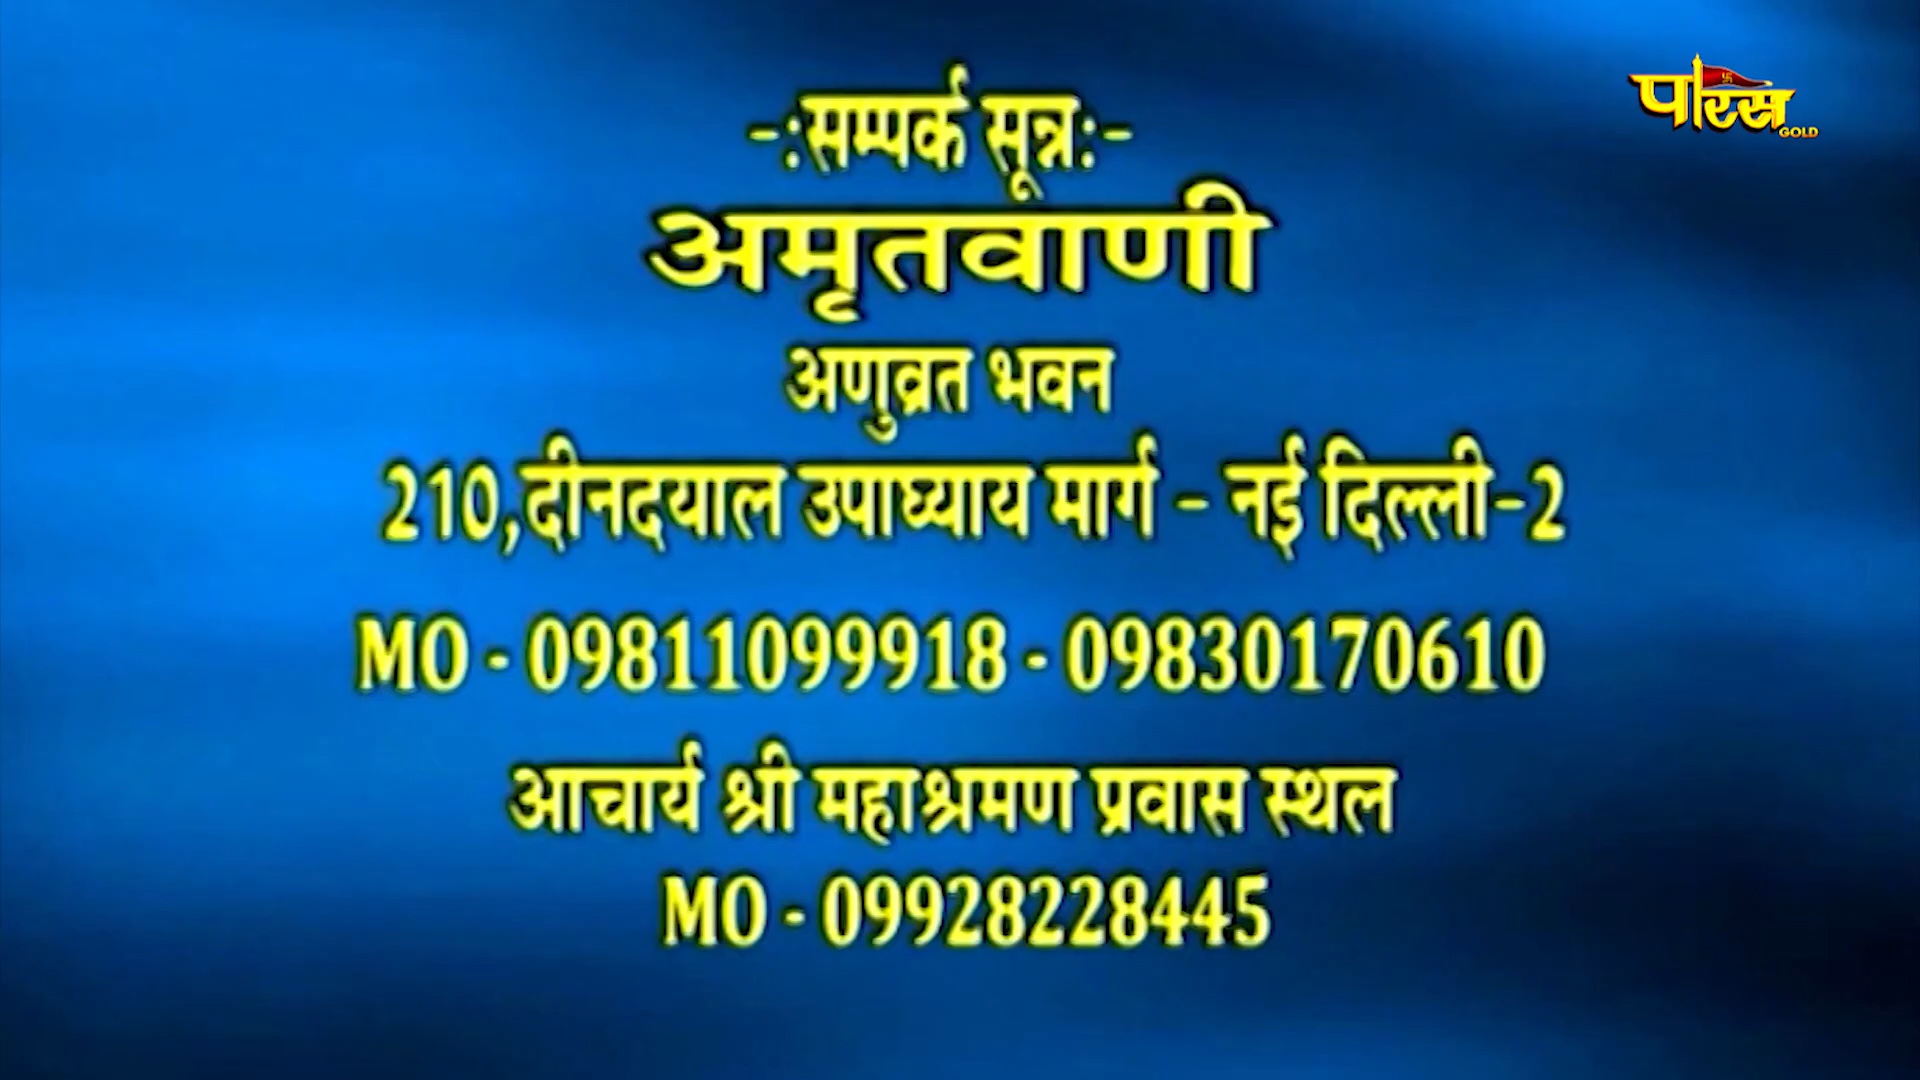 -:सम्पर्क सूत्र:-
अमृतवाणी
अणुव्रत भवन
210,दीनदयाल उपाध्याय मार्ग - नई दिल्ली-2
MO - 09811099918 - 09830170610
आचार्य श्री महाश्रमण प्रवास स्थल
MO - 09928228445
पारस
GOLD